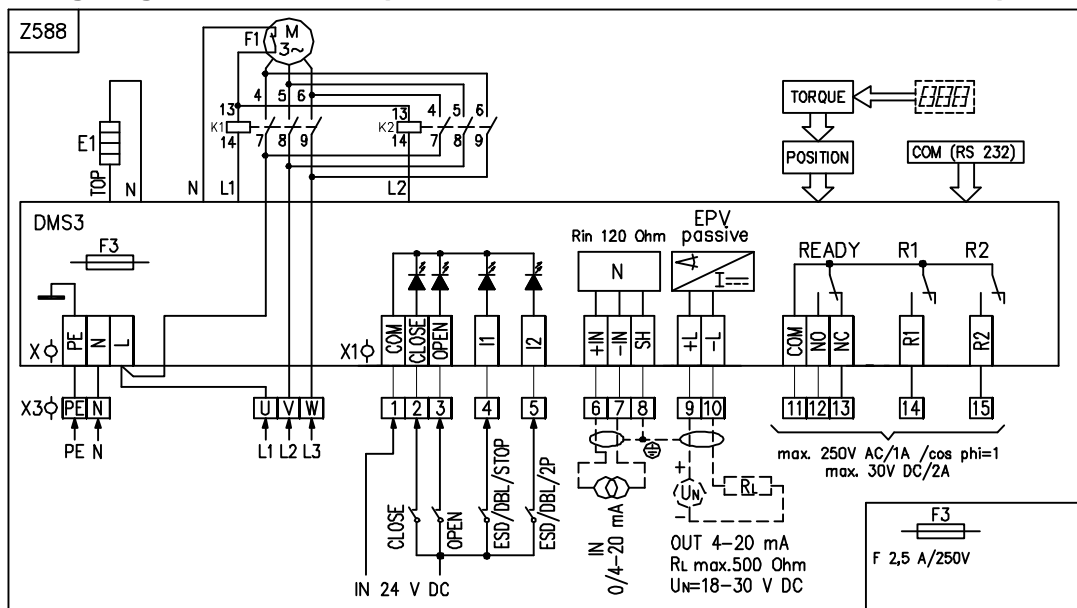 Z588
F1
M
3~
4
5
6
13
13
4
5
6
K1
K2
14
7
8
9
14
7
8
9
E1
TOP
N
N
L1
L2
TORQUE
POSITION
COM (RS 232)
DMS3
F3
Rin 120 Ohm
N
EPV
passive
I
READY
R1
R2
X
PE
N
L
X1
COM
CLOSE
OPEN
I1
I2
+IN
-IN
SH
+L
-L
COM
NO
NC
R1
R2
X3
PE
N
U
V
W
1
2
3
4
5
6
7
8
9
10
11
12
13
14
15
PE N
L1 L2 L3
max. 250V AC/1A /cos phi=1
max. 30V DC/2A
CLOSE
OPEN
ESD/DBL/STOP
ESD/DBL/2P
IN 24 V DC
IN
0/4-20 mA
+
UN
-
RL
OUT 4-20 mA
RL max.500 Ohm
UN=18-30 V DC
F3
F 2,5 A/250V